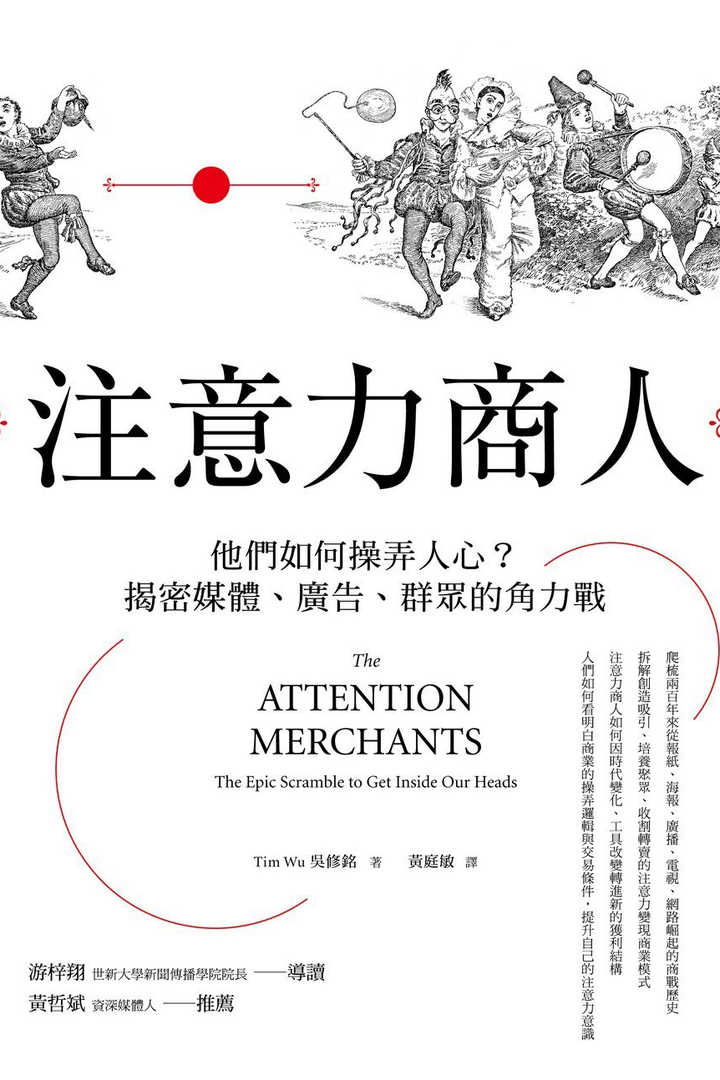 注意力商人
他們如何操弄人心？
揭密媒體、廣告、群眾的角力戰
The
ATTENTION
MERCHANTS
The Epic Scramble to Get Inside Our Heads
Tim Wu 吳修銘 著 黃庭敏 譯
爬梳兩百年來從報紙、海報、廣播、電視、網路崛起的商戰歷史
拆解創造吸引、培養聚眾、收割轉賣的注意力變現商業模式
注意力商人如何因時代變化、工具改變轉進新的獲利結構
人們如何看明白商業的操弄邏輯與交易條件，提升自己的注意力意識
游梓翔 世新大學新聞傳播學院院長 ——導讀
黃哲斌 資深媒體人 ——推薦